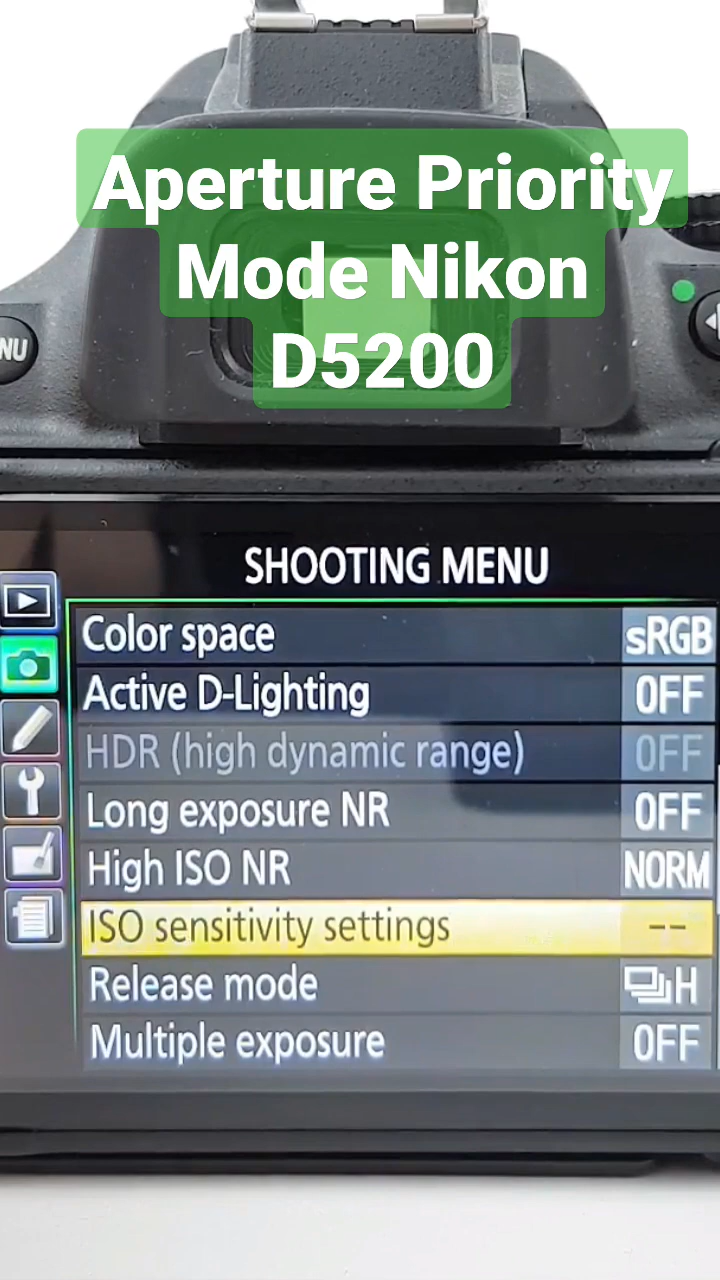 Aperture Priority
Mode Nikon
D5200
NU
SHOOTING MENU
Color space sRGB
Active D-Lighting OFF
HDR (high dynamic range) OFF
Long exposure NR OFF
High ISO NR NORM
ISO sensitivity settings --
Release mode H
Multiple exposure OFF